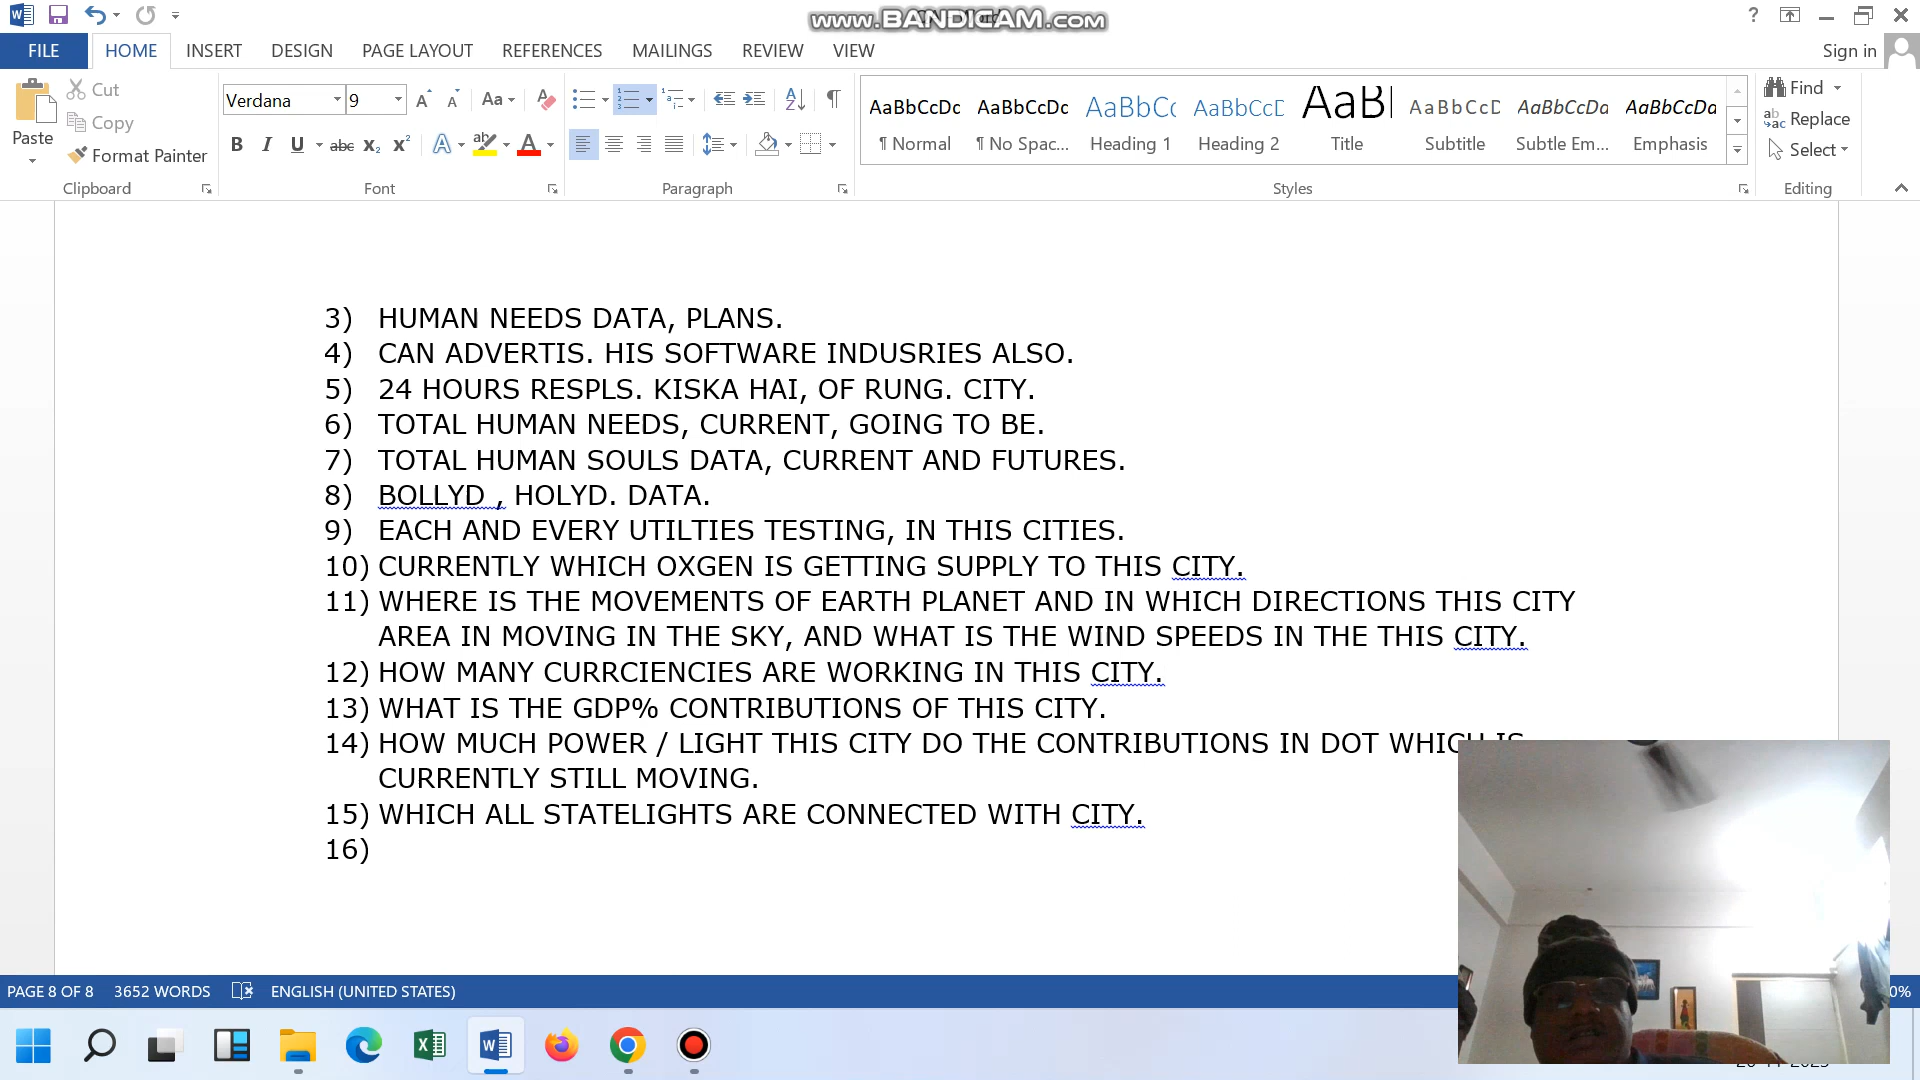 www.BANDICAM.com
FILE HOME INSERT DESIGN PAGE LAYOUT REFERENCES MAILINGS REVIEW VIEW Sign in
Cut
Copy
Paste
Format Painter
Verdana 9
AaBbCcDc AaBbCcDc AaBbC AaBbCcD AaB AaBbCcD AaBbCcDa AaBbCcDa
¶ Normal ¶ No Spac... Heading 1 Heading 2 Title Subtitle Subtle Em... Emphasis
Find
Replace
Select
Clipboard Font Paragraph Styles Editing
3) HUMAN NEEDS DATA, PLANS.
4) CAN ADVERTIS. HIS SOFTWARE INDUSRIES ALSO.
5) 24 HOURS RESPLS. KISKA HAI, OF RUNG. CITY.
6) TOTAL HUMAN NEEDS, CURRENT, GOING TO BE.
7) TOTAL HUMAN SOULS DATA, CURRENT AND FUTURES.
8) BOLLYD , HOLYD. DATA.
9) EACH AND EVERY UTILTIES TESTING, IN THIS CITIES.
10) CURRENTLY WHICH OXGEN IS GETTING SUPPLY TO THIS CITY.
11) WHERE IS THE MOVEMENTS OF EARTH PLANET AND IN WHICH DIRECTIONS THIS CITY
AREA IN MOVING IN THE SKY, AND WHAT IS THE WIND SPEEDS IN THE THIS CITY.
12) HOW MANY CURRCIENCIES ARE WORKING IN THIS CITY.
13) WHAT IS THE GDP% CONTRIBUTIONS OF THIS CITY.
14) HOW MUCH POWER / LIGHT THIS CITY DO THE CONTRIBUTIONS IN DOT WHICH IS
CURRENTLY STILL MOVING.
15) WHICH ALL STATELIGHTS ARE CONNECTED WITH CITY.
16)
PAGE 8 OF 8 3652 WORDS ENGLISH (UNITED STATES)